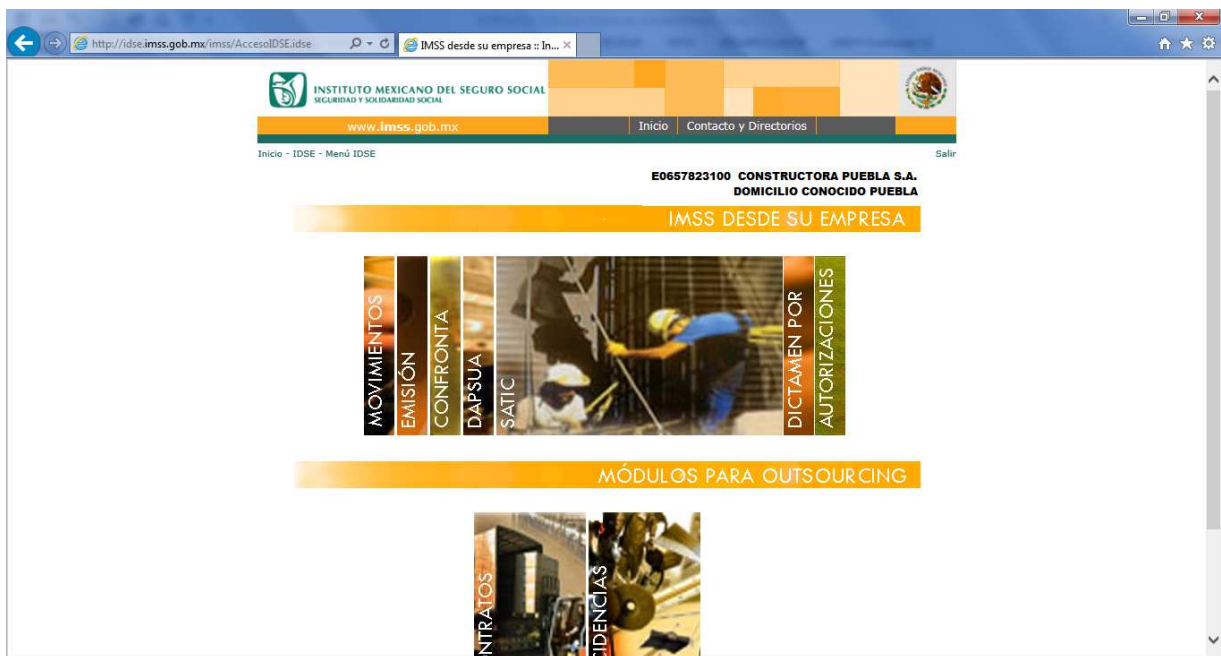 http://idse.imss.gob.mx/imss/AccesoIDSE.idse
IMSS desde su empresa :: In...
INSTITUTO MEXICANO DEL SEGURO SOCIAL
SEGURIDAD Y SOLIDARIDAD SOCIAL
www.imss.gob.mx
Inicio
Contacto y Directorios
Inicio - IDSE - Menú IDSE
Salir
E0657823100 CONSTRUCTORA PUEBLA S.A.
DOMICILIO CONOCIDO PUEBLA
IMSS DESDE SU EMPRESA
MOVIMIENTOS
EMISIÓN
CONFRONTA
DAPSUA
SATIC
DICTAMEN POR
AUTORIZACIONES
MÓDULOS PARA OUTSOURCING
NTRATOS
CIDENCIAS